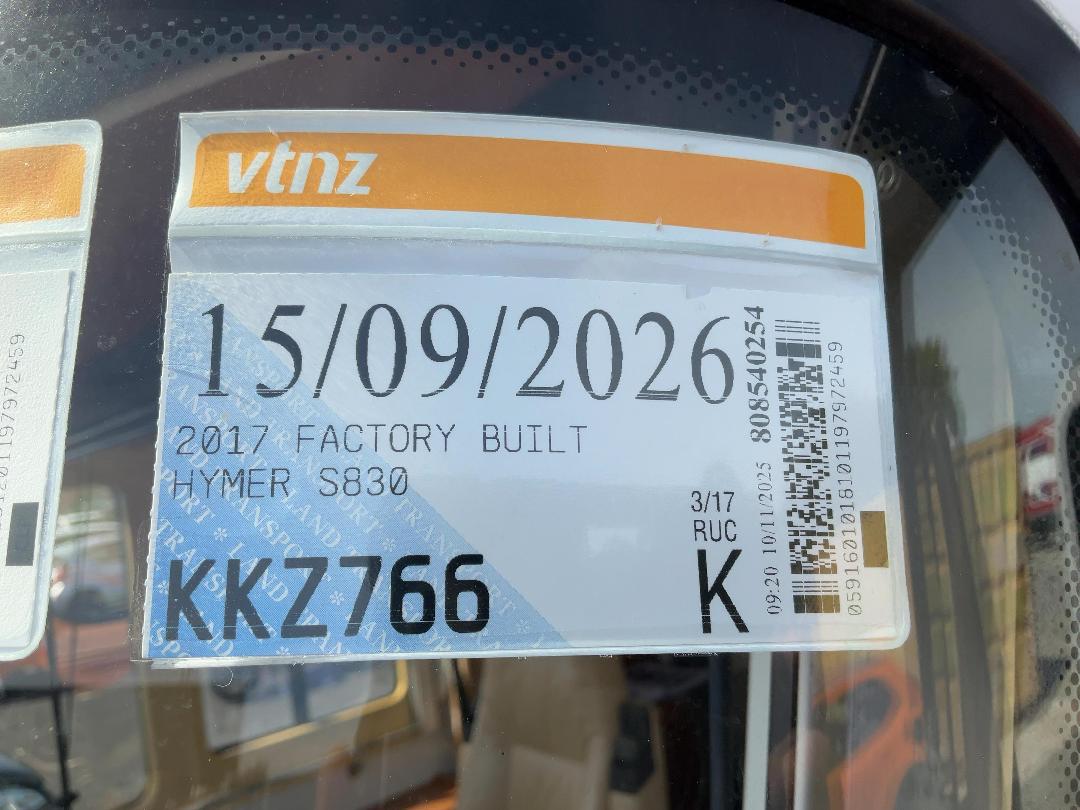 vtnz
15/09/2026
2017 FACTORY BUILT
HYMER S830
KKZ766
3/17
RUC
K
808540254
09:20 10/11/2025
0591601018101197972459